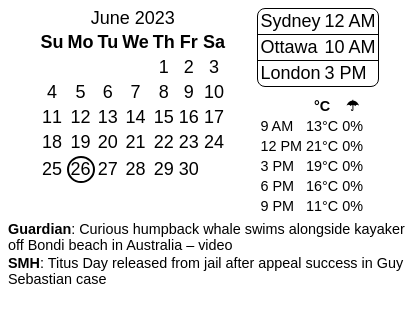 June 2023
Su Mo Tu We Th Fr Sa
1 2 3
4 5 6 7 8 9 10
11 12 13 14 15 16 17
18 19 20 21 22 23 24
25 26 27 28 29 30
Sydney 12 AM
Ottawa 10 AM
London 3 PM
°C ☂
9 AM 13°C 0%
12 PM 21°C 0%
3 PM 19°C 0%
6 PM 16°C 0%
9 PM 11°C 0%
Guardian: Curious humpback whale swims alongside kayaker
off Bondi beach in Australia – video
SMH: Titus Day released from jail after appeal success in Guy
Sebastian case